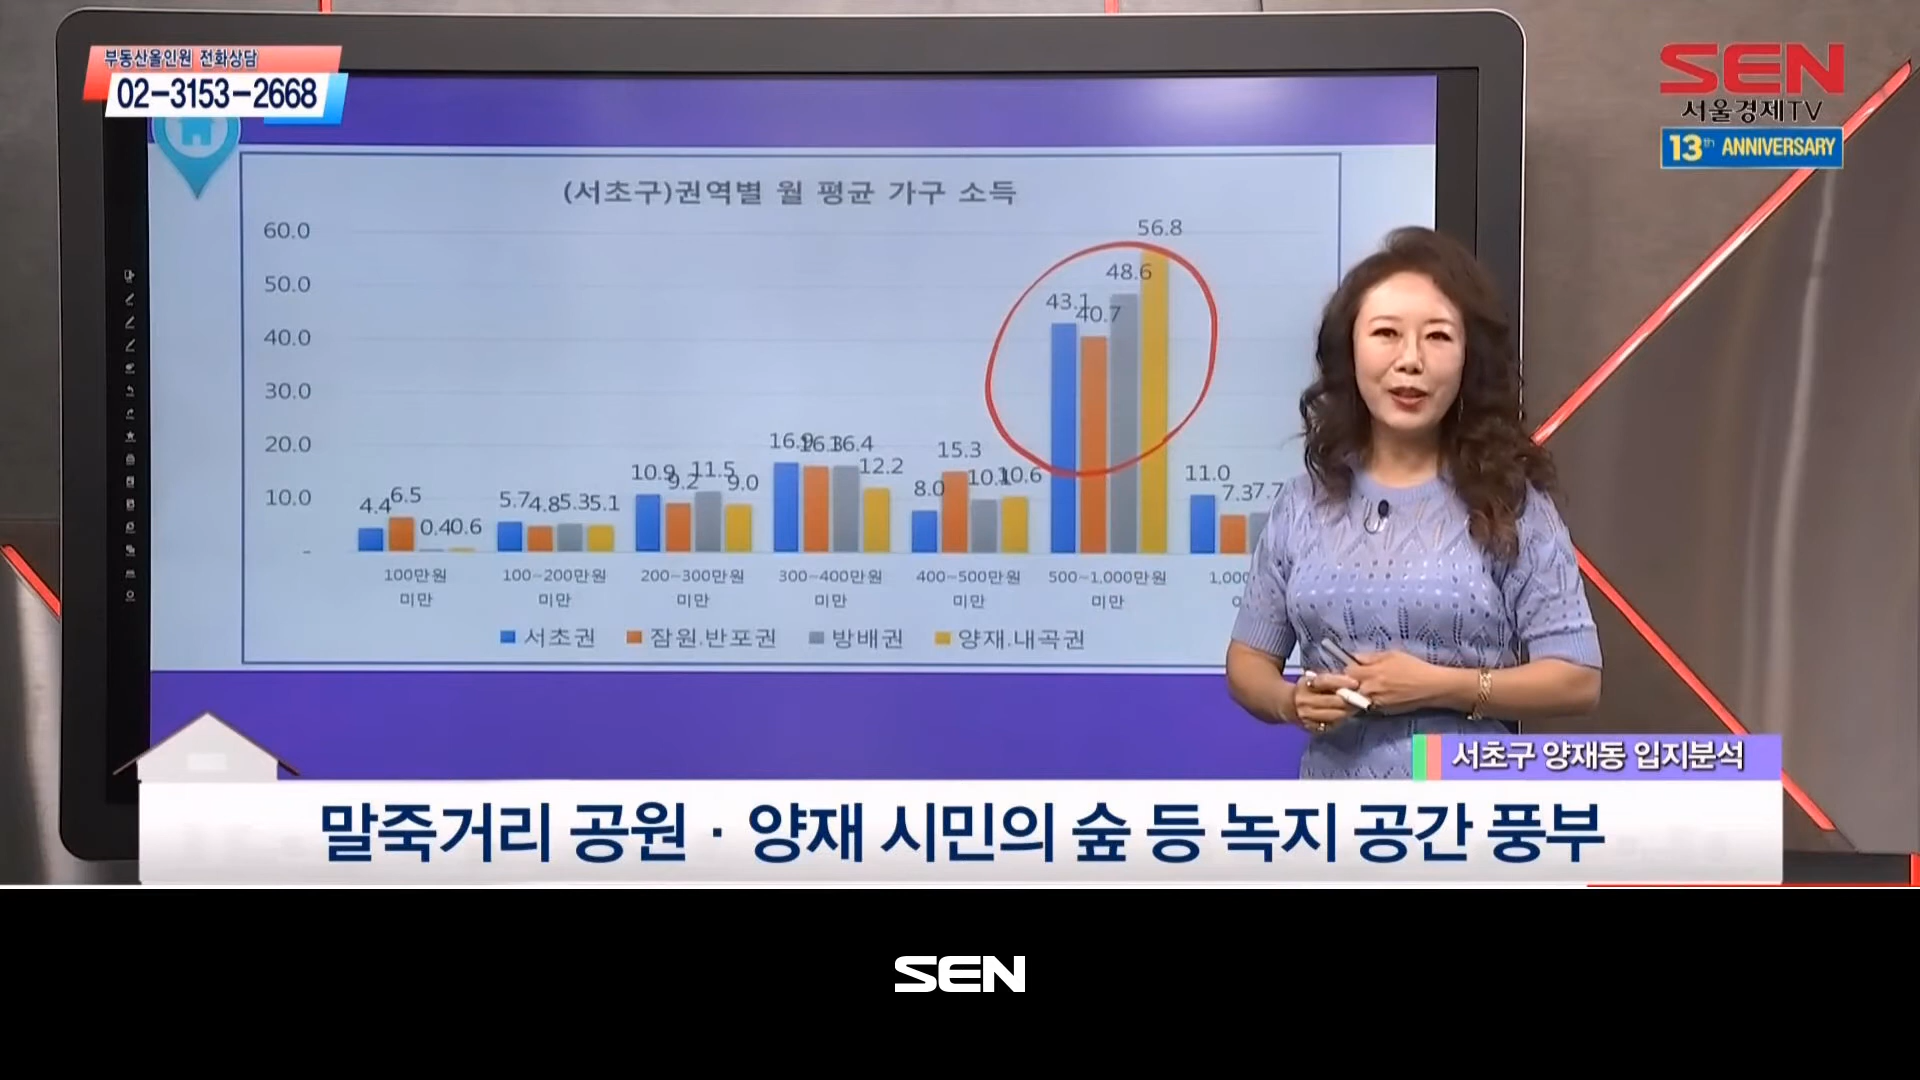 부동산올인원 전화상담
02-3153-2668
SEN
서울경제TV
13th ANNIVERSARY
(서초구)권역별 월 평균 가구 소득
60.0
50.0
40.0
30.0
20.0
10.0
-
4.4 6.5 0.4 0.6
5.7 4.8 5.3 5.1
10.9 9.2 11.5 9.0
16.9 16.3 16.4 12.2
8.0 15.3 10.1 10.6
43.1 40.7 48.6 56.8
11.0 7.3 7.7
100만원 미만
100~200만원 미만
200~300만원 미만
300~400만원 미만
400~500만원 미만
500~1,000만원 미만
1,000
서초권 잠원.반포권 방배권 양재.내곡권
서초구 양재동 입지분석
말죽거리 공원 · 양재 시민의 숲 등 녹지 공간 풍부
SEN